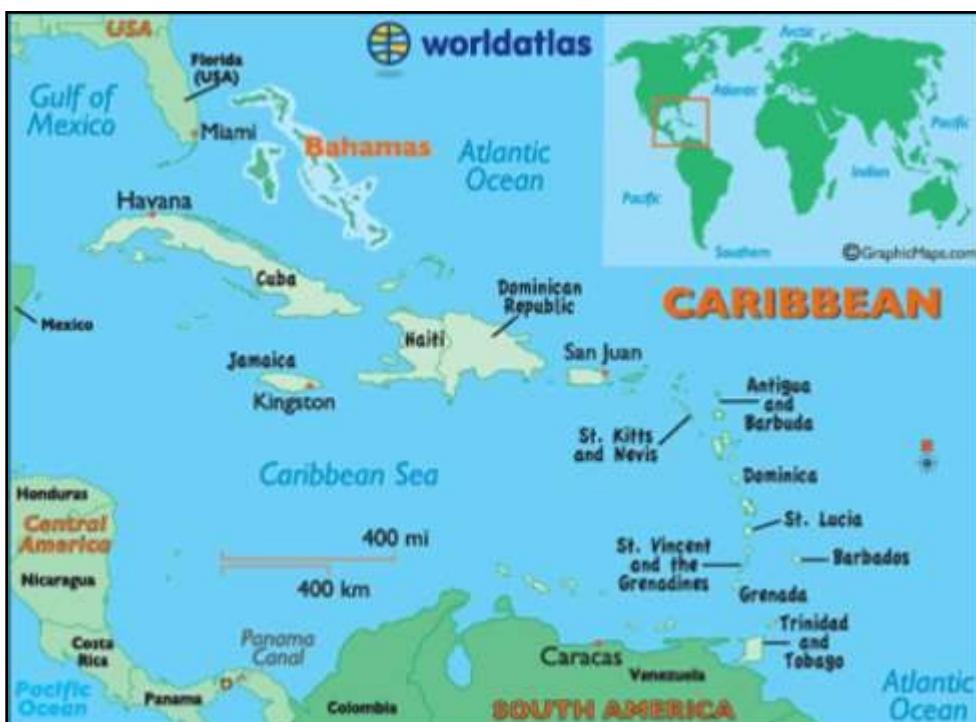 USA
worldatlas
Florida
(USA)
Gulf of
Mexico
Miami
Bahamas
Atlantic
Ocean
Arctic
Atlantic
Pacific
Indian
Pacific
Southern
©GraphicMaps.com
Havana
Cuba
CARIBBEAN
Dominican
Republic
Mexico
Haiti
San Juan
Jamaica
Kingston
Antigua
and
Barbuda
St. Kitts
and Nevis
Caribbean Sea
Dominica
Honduras
Central
America
St. Lucia
400 mi
St. Vincent
and the
Grenadines
Barbados
Nicaragua
400 km
Grenada
Trinidad
and
Tobago
Costa
Rica
Panama
Canal
Caracas
Venezuela
Pacific
Ocean
Panama
Colombia
SOUTH AMERICA
Atlantic
Ocean